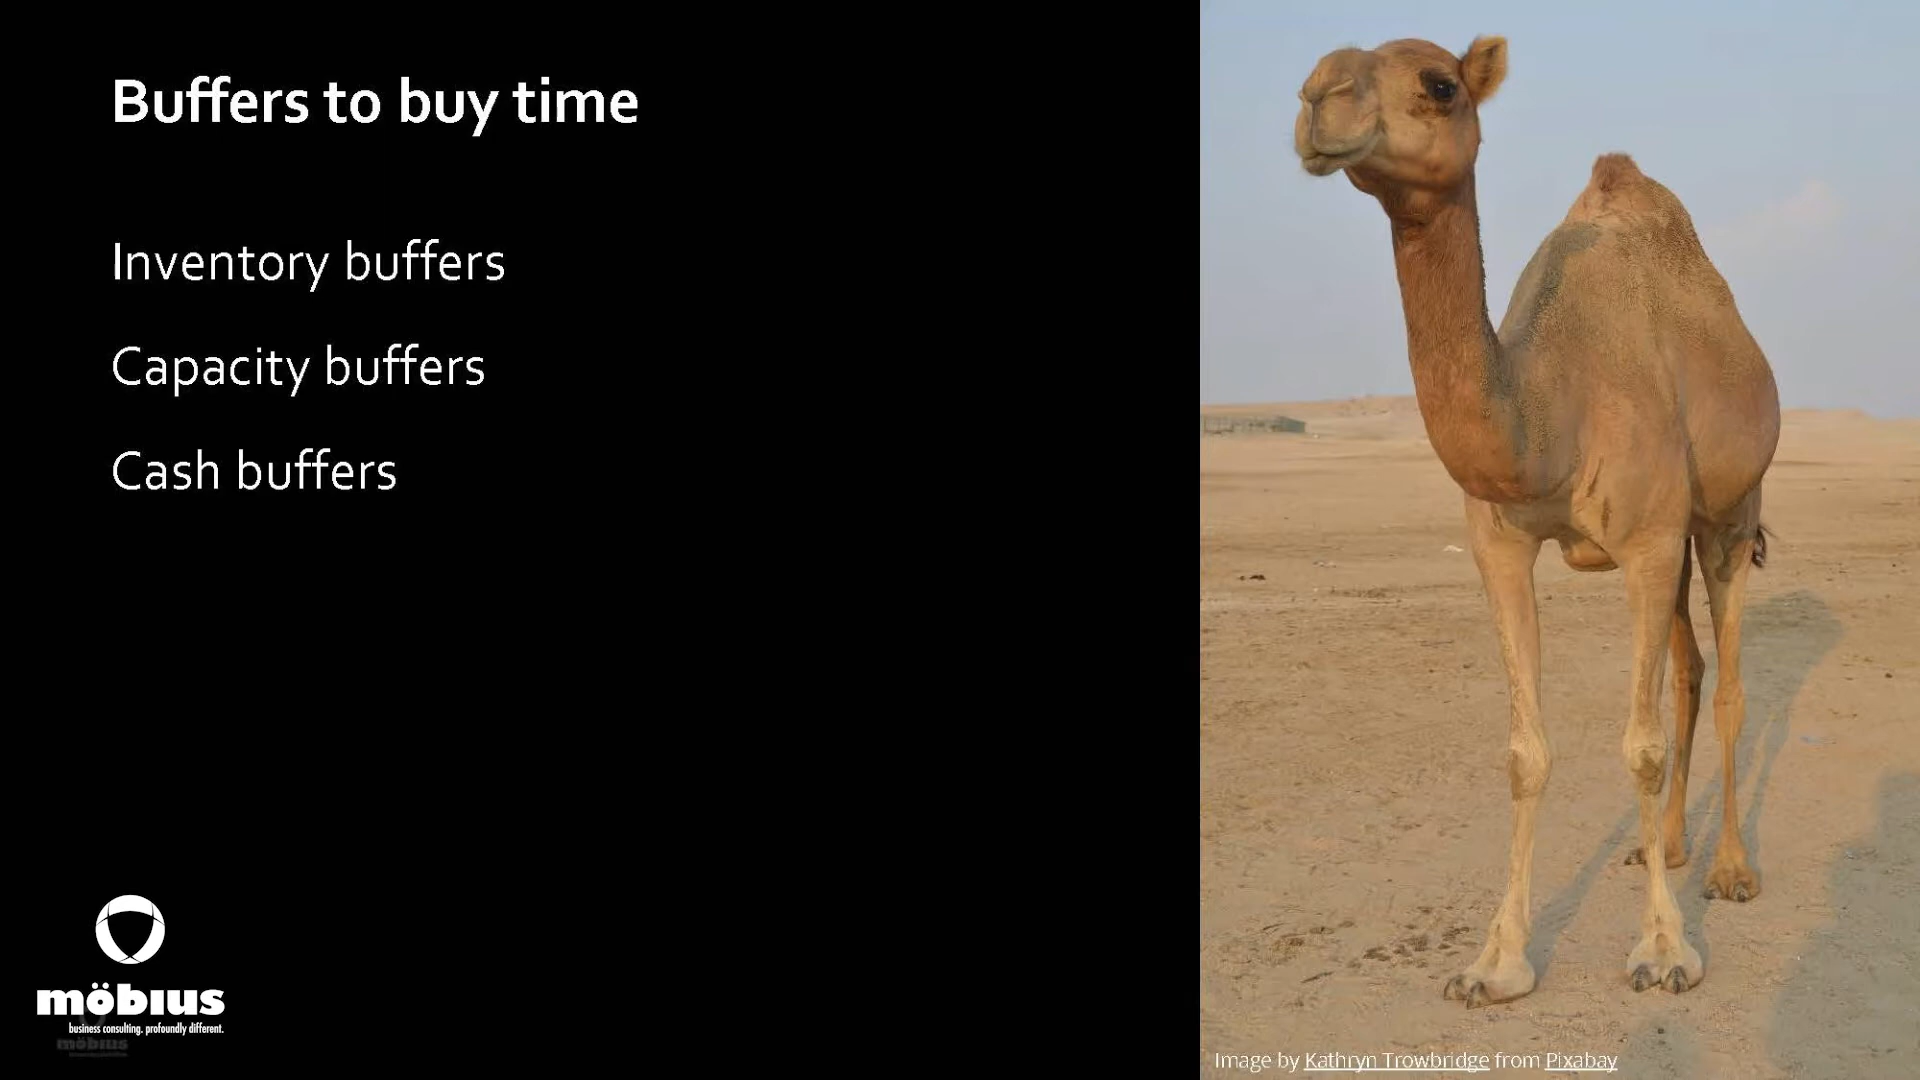 Buffers to buy time
Inventory buffers
Capacity buffers
Cash buffers
möbius
business consulting. profoundly different.
möbius
Image by Kathryn Trowbridge from Pixabay